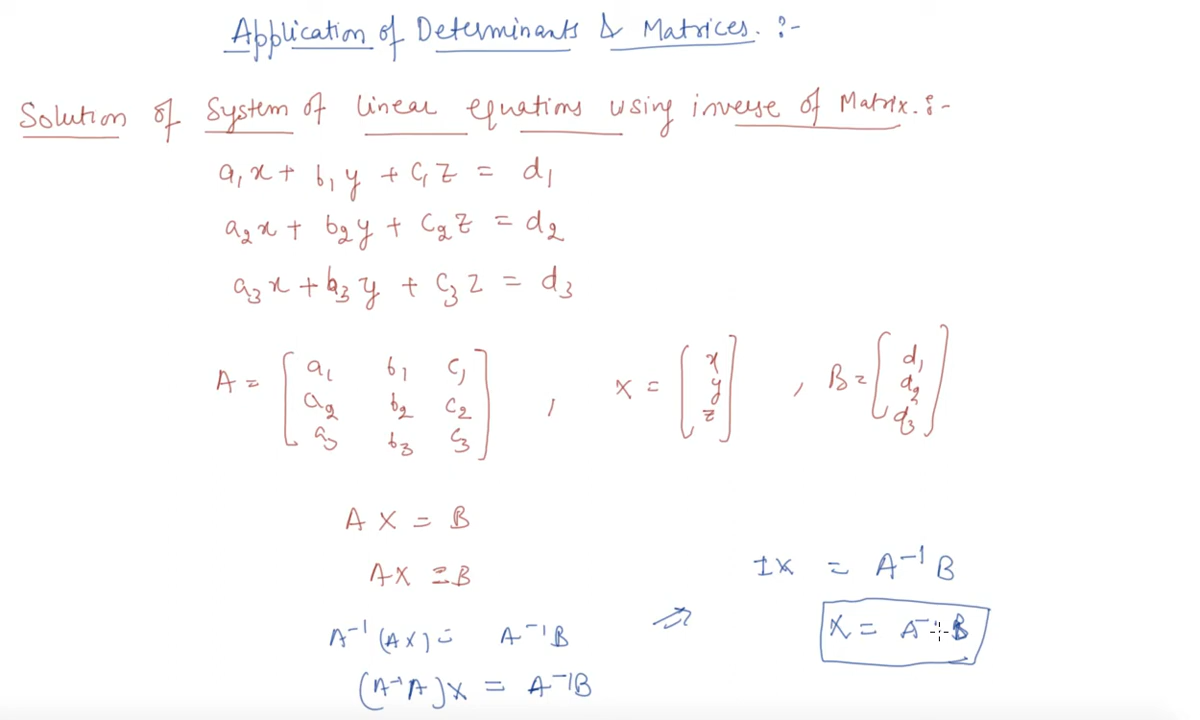 Application of Determinants & Matrices. :-
Solution of System of linear equations using inverse of Matrix. :-
a₁x + b₁y + c₁z = d₁
a₂x + b₂y + c₂z = d₂
a₃x + b₃y + c₃z = d₃
A = [a₁ b₁ c₁ , X = [x , B = [d₁
a₂ b₂ c₂ y d₂
a₃ b₃ c₃] z] d₃]
A X = B
AX = B
IX = A⁻¹B
A⁻¹(AX) = A⁻¹B ⇒ X = A⁻¹B
(A⁻¹A)X = A⁻¹B